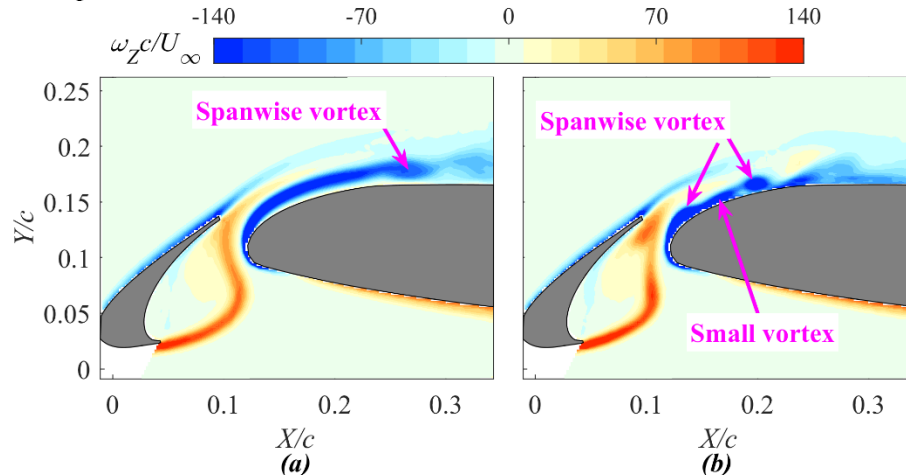 -140 -70 0 70 140
ω_Z c/U_∞
0.25
0.2
0.15
0.1
0.05
0
Y/c
Spanwise vortex
Spanwise vortex
Small vortex
0 0.1 0.2 0.3
0 0.1 0.2 0.3
X/c X/c
(a) (b)